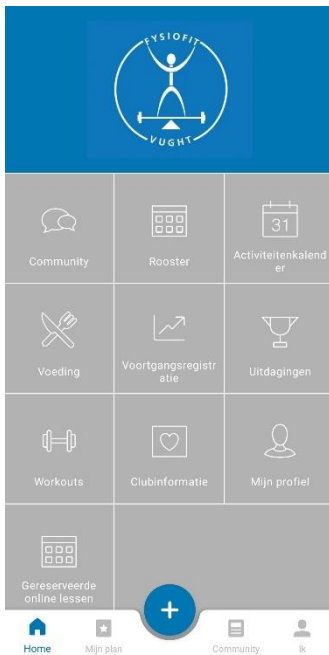 FYSIOFIT
VUGHT
Community
Rooster
31
Activiteitenkalend
er
Voeding
Voortgangsregistr
atie
Uitdagingen
Workouts
Clubinformatie
Mijn profiel
Gereserveerde
online lessen
+
Home
Mijn plan
Community
Ik